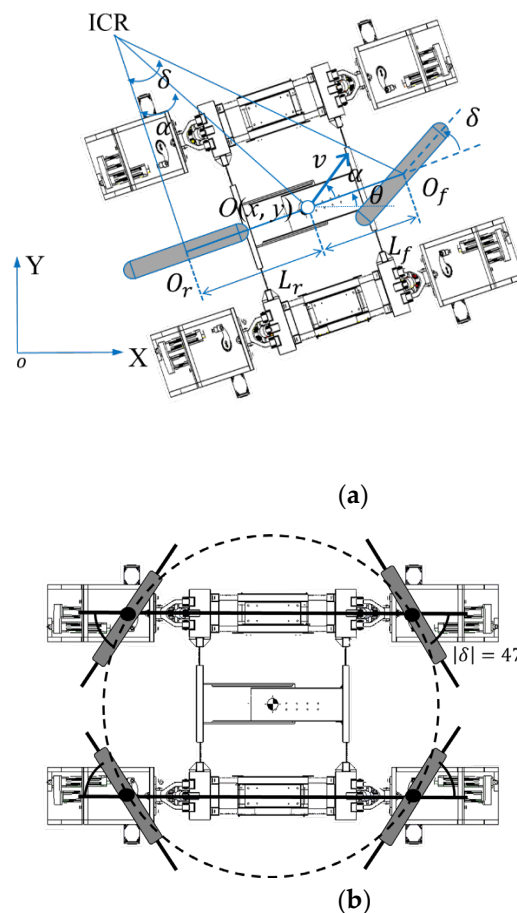 ICR
δ
α
δ
v
α
O(x, y)
θ
O_f
Y
O_r
L_r
L_f
X
o
(a)
|δ| = 47
(b)